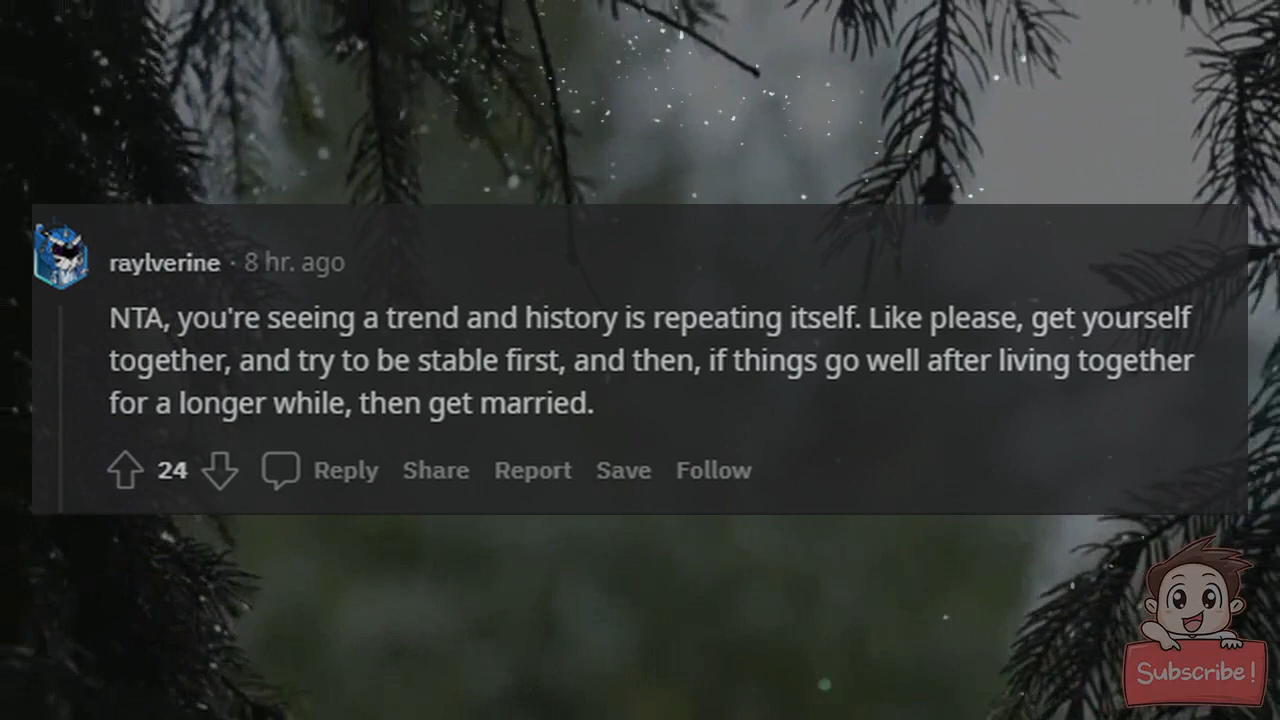 raylverine · 8 hr. ago
NTA, you're seeing a trend and history is repeating itself. Like please, get yourself
together, and try to be stable first, and then, if things go well after living together
for a longer while, then get married.
24 Reply Share Report Save Follow
Subscribe!